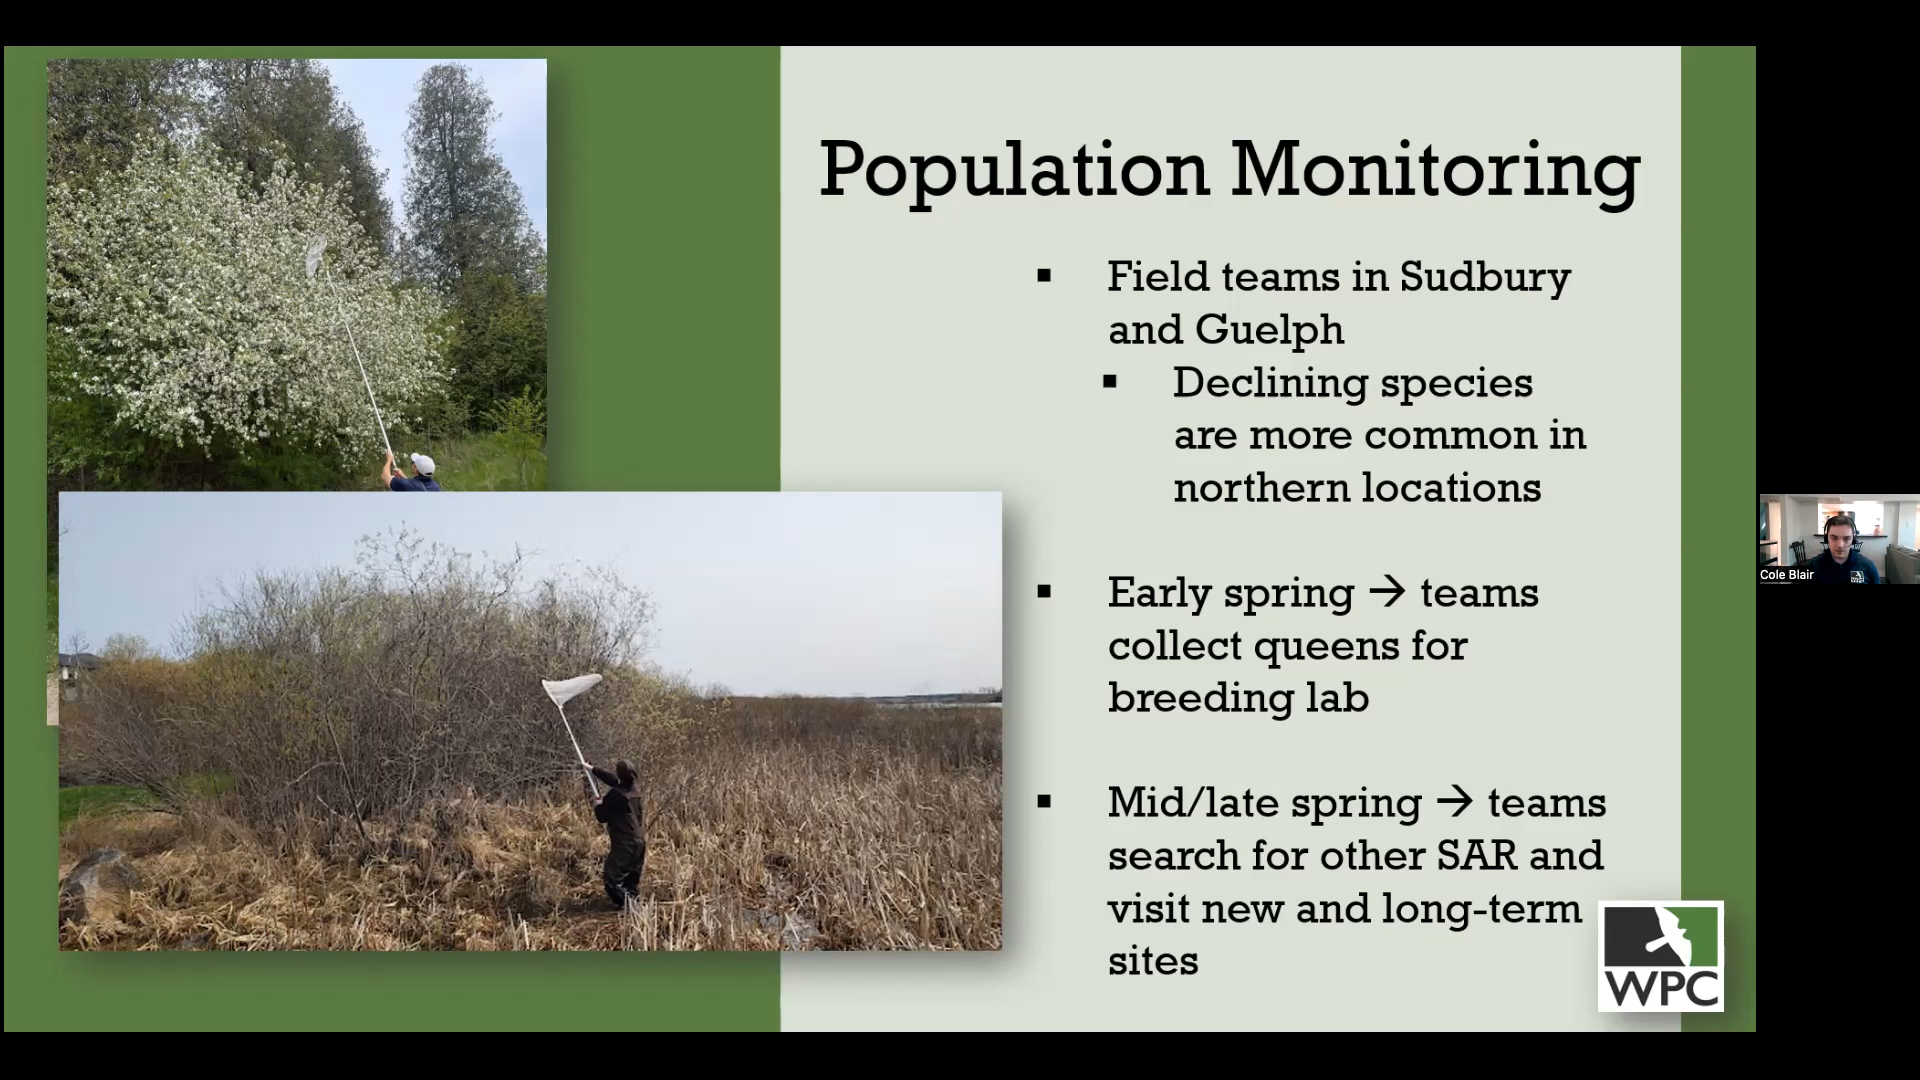 Population Monitoring
▪ Field teams in Sudbury
and Guelph
▪ Declining species
are more common in
northern locations
▪ Early spring → teams
collect queens for
breeding lab
▪ Mid/late spring → teams
search for other SAR and
visit new and long-term
sites
WPC
Cole Blair